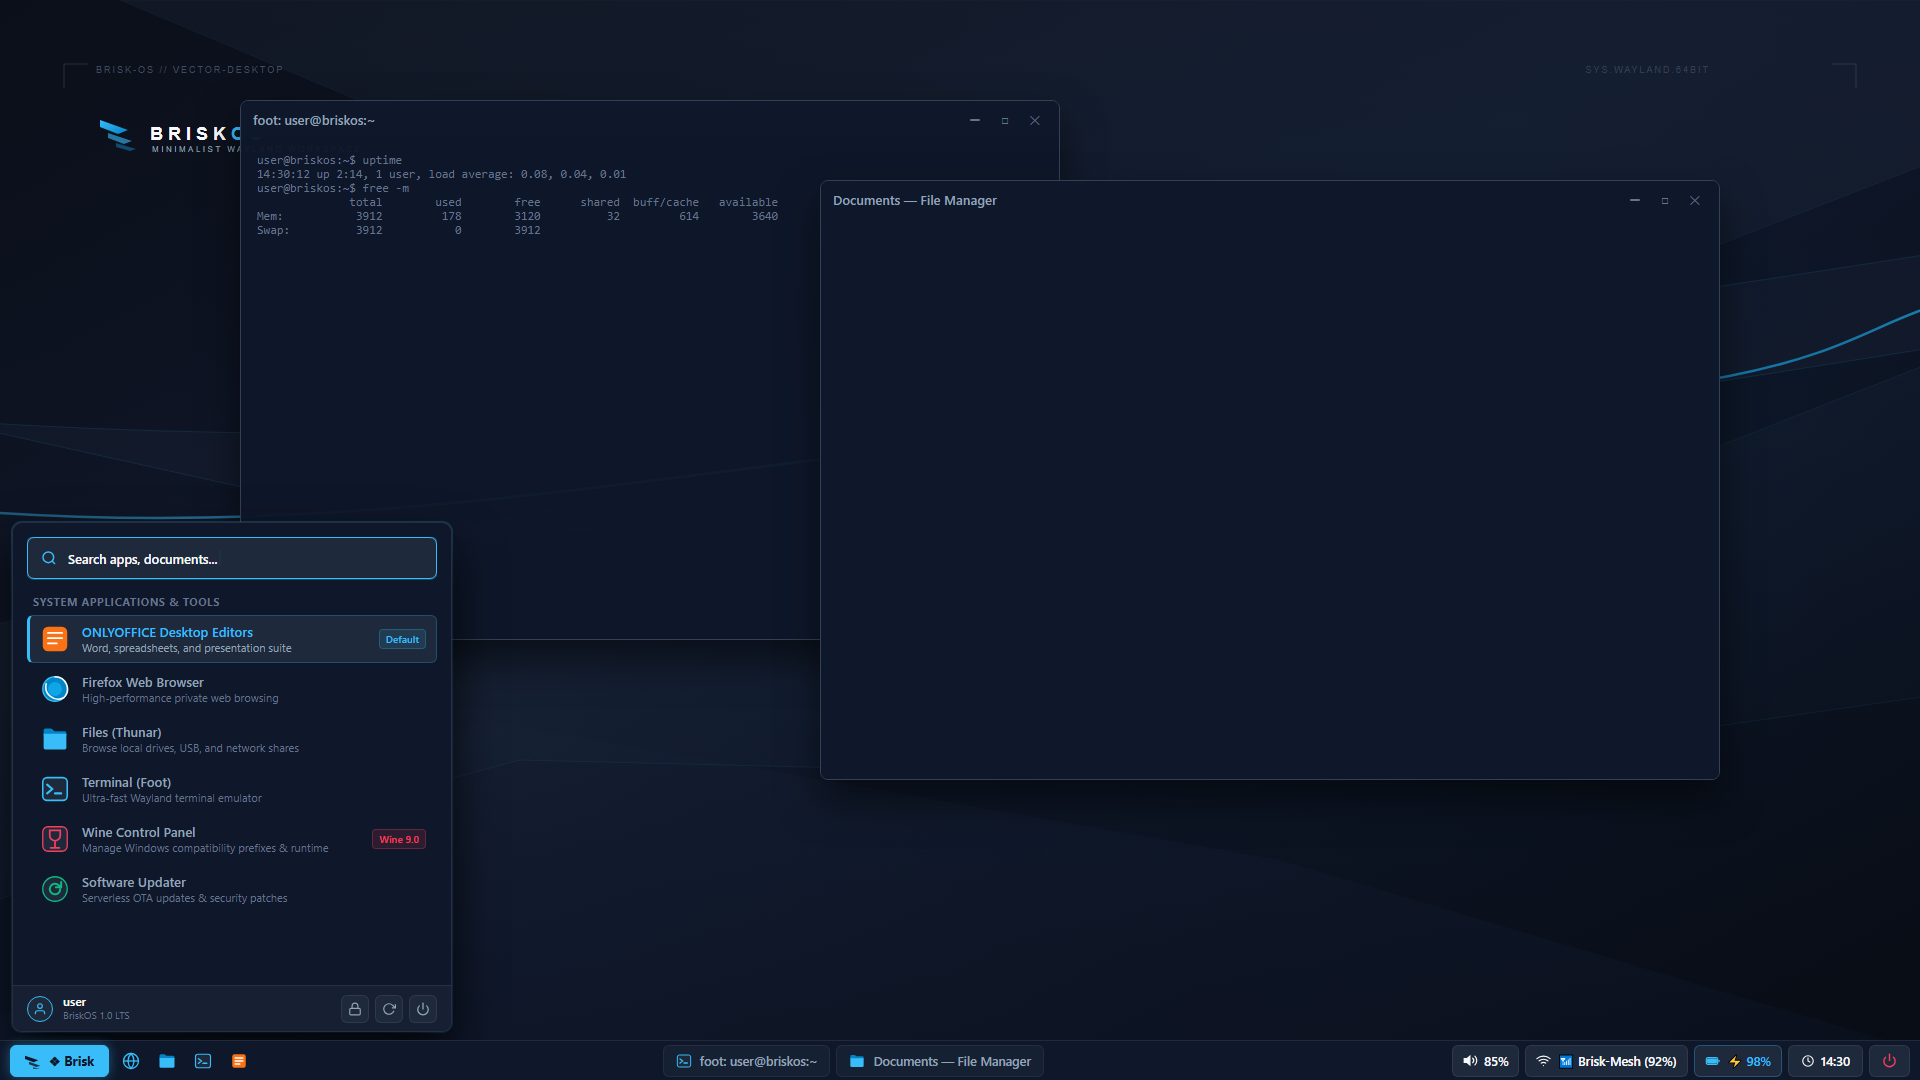 BRISK-OS // VECTOR-DESKTOP
SYS.WAYLAND.64BIT
BRISKO
MINIMALIST WA
foot: user@briskos:~
user@briskos:~$ uptime
14:30:12 up 2:14, 1 user, load average: 0.08, 0.04, 0.01
user@briskos:~$ free -m
total used free shared buff/cache available
Mem: 3912 178 3120 32 614 3640
Swap: 3912 0 3912
Documents — File Manager
Search apps, documents...
SYSTEM APPLICATIONS & TOOLS
ONLYOFFICE Desktop Editors
Word, spreadsheets, and presentation suite
Default
Firefox Web Browser
High-performance private web browsing
Files (Thunar)
Browse local drives, USB, and network shares
Terminal (Foot)
Ultra-fast Wayland terminal emulator
Wine Control Panel
Manage Windows compatibility prefixes & runtime
Wine 9.0
Software Updater
Serverless OTA updates & security patches
user
BriskOS 1.0 LTS
❖ Brisk
foot: user@briskos:~
Documents — File Manager
85%
Brisk-Mesh (92%)
98%
14:30